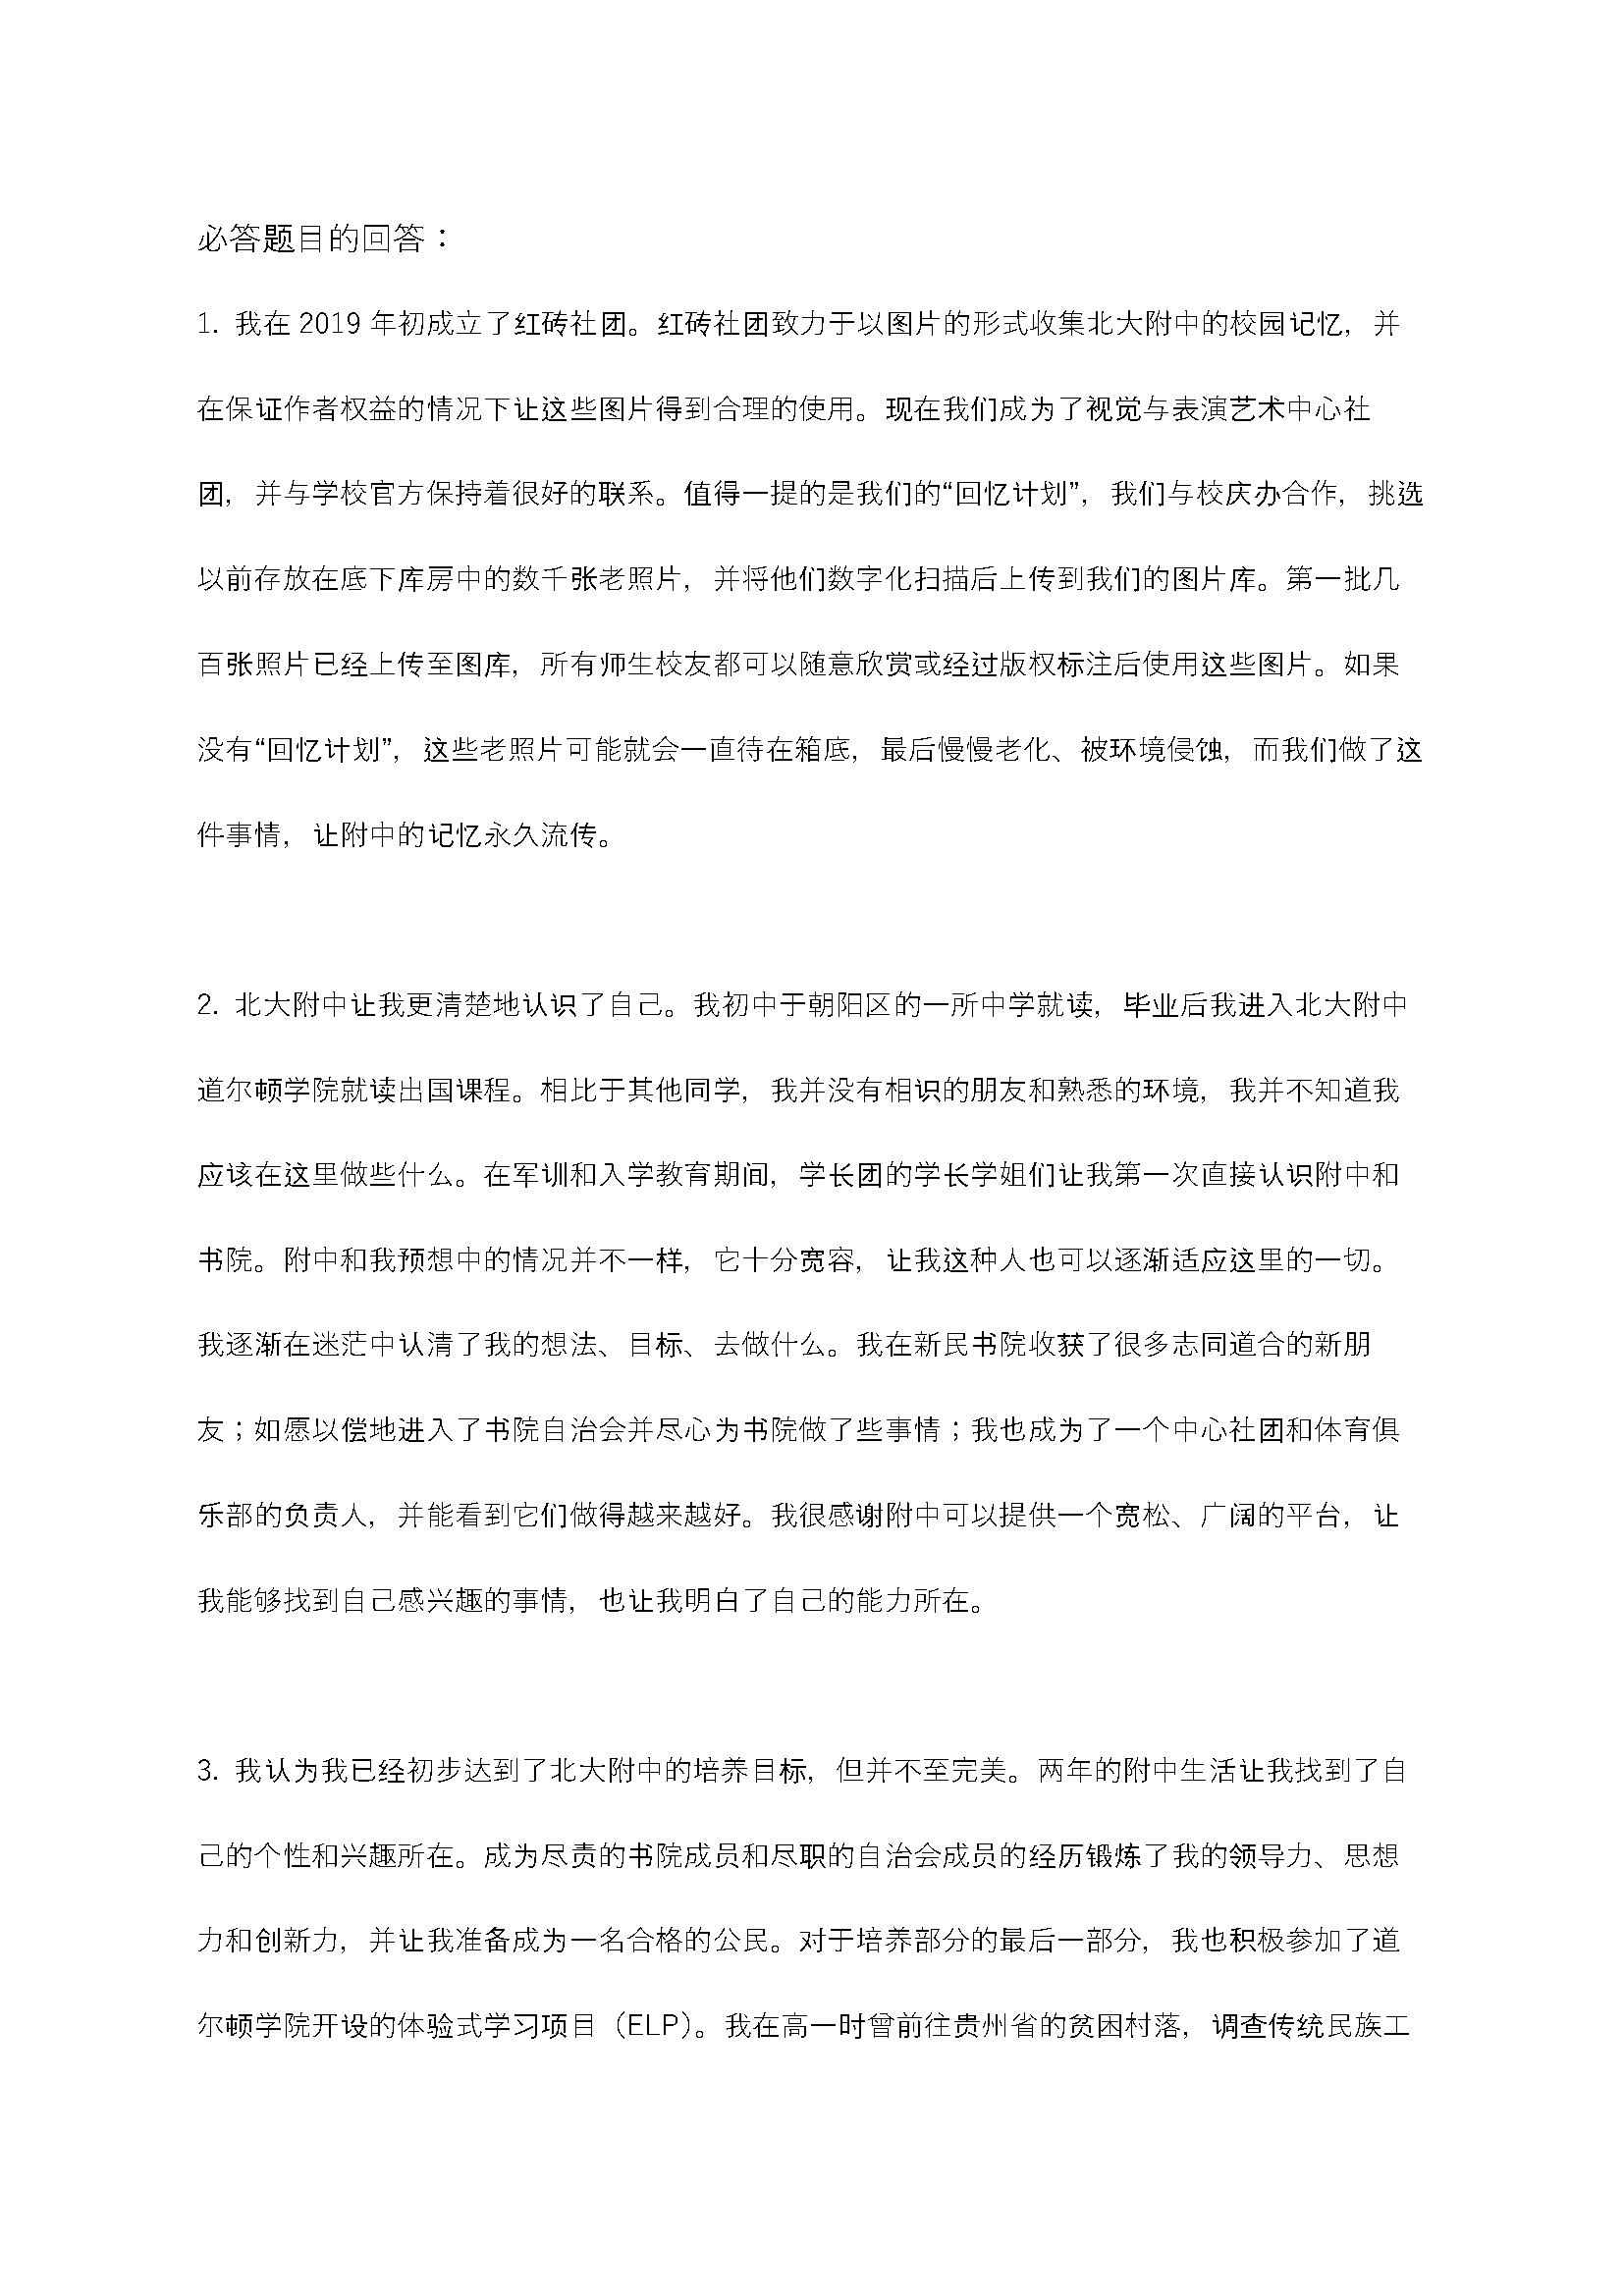 必答题目的回答：
1. 我在 2019 年初成立了红砖社团。红砖社团致力于以图片的形式收集北大附中的校园记忆，并
在保证作者权益的情况下让这些图片得到合理的使用。现在我们成为了视觉与表演艺术中心社
团，并与学校官方保持着很好的联系。值得一提的是我们的“回忆计划”，我们与校庆办合作，挑选
以前存放在底下库房中的数千张老照片，并将他们数字化扫描后上传到我们的图片库。第一批几
百张照片已经上传至图库，所有师生校友都可以随意欣赏或经过版权标注后使用这些图片。如果
没有“回忆计划”，这些老照片可能就会一直待在箱底，最后慢慢老化、被环境侵蚀，而我们做了这
件事情，让附中的记忆永久流传。
2. 北大附中让我更清楚地认识了自己。我初中于朝阳区的一所中学就读，毕业后我进入北大附中
道尔顿学院就读出国课程。相比于其他同学，我并没有相识的朋友和熟悉的环境，我并不知道我
应该在这里做些什么。在军训和入学教育期间，学长团的学长学姐们让我第一次直接认识附中和
书院。附中和我预想中的情况并不一样，它十分宽容，让我这种人也可以逐渐适应这里的一切。
我逐渐在迷茫中认清了我的想法、目标、去做什么。我在新民书院收获了很多志同道合的新朋
友；如愿以偿地进入了书院自治会并尽心为书院做了些事情；我也成为了一个中心社团和体育俱
乐部的负责人，并能看到它们做得越来越好。我很感谢附中可以提供一个宽松、广阔的平台，让
我能够找到自己感兴趣的事情，也让我明白了自己的能力所在。
3. 我认为我已经初步达到了北大附中的培养目标，但并不至完美。两年的附中生活让我找到了自
己的个性和兴趣所在。成为尽责的书院成员和尽职的自治会成员的经历锻炼了我的领导力、思想
力和创新力，并让我准备成为一名合格的公民。对于培养部分的最后一部分，我也积极参加了道
尔顿学院开设的体验式学习项目（ELP）。我在高一时曾前往贵州省的贫困村落，调查传统民族工